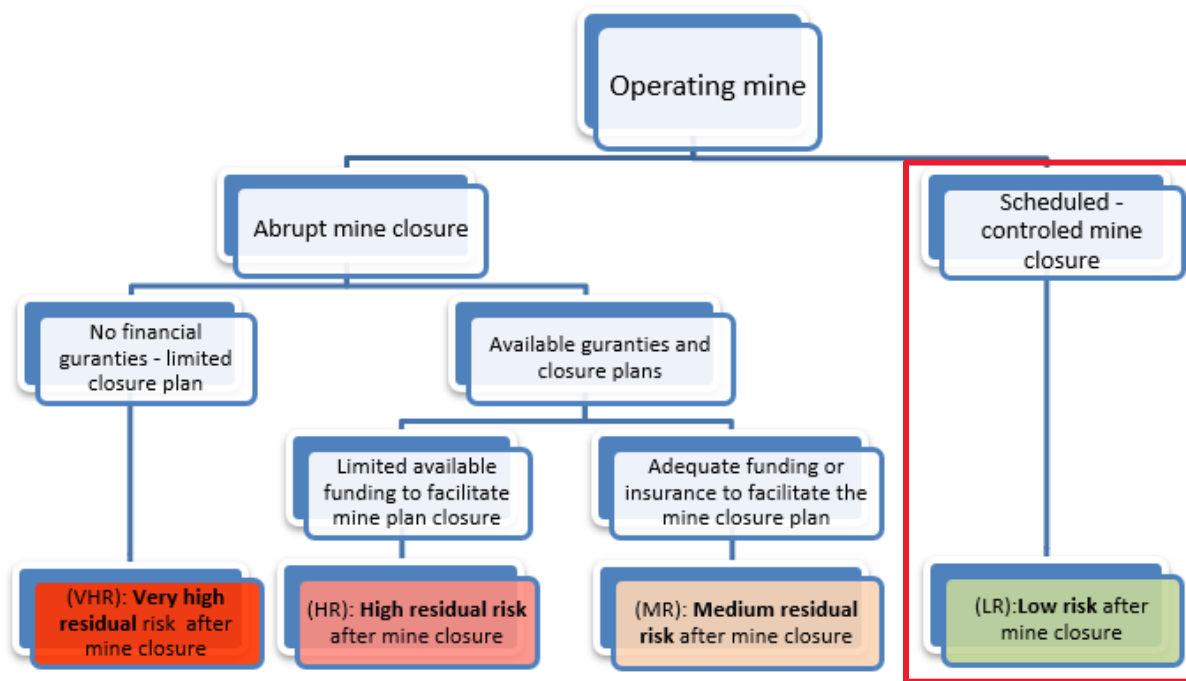 Operating mine
Abrupt mine closure
Scheduled -
controled mine
closure
No financial
guranties - limited
closure plan
Available guranties and
closure plans
Limited available
funding to facilitate
mine plan closure
Adequate funding or
insurance to facilitate the
mine closure plan
(VHR): Very high
residual risk after
mine closure
(HR): High residual risk
after mine closure
(MR): Medium residual
risk after mine closure
(LR):Low risk after
mine closure